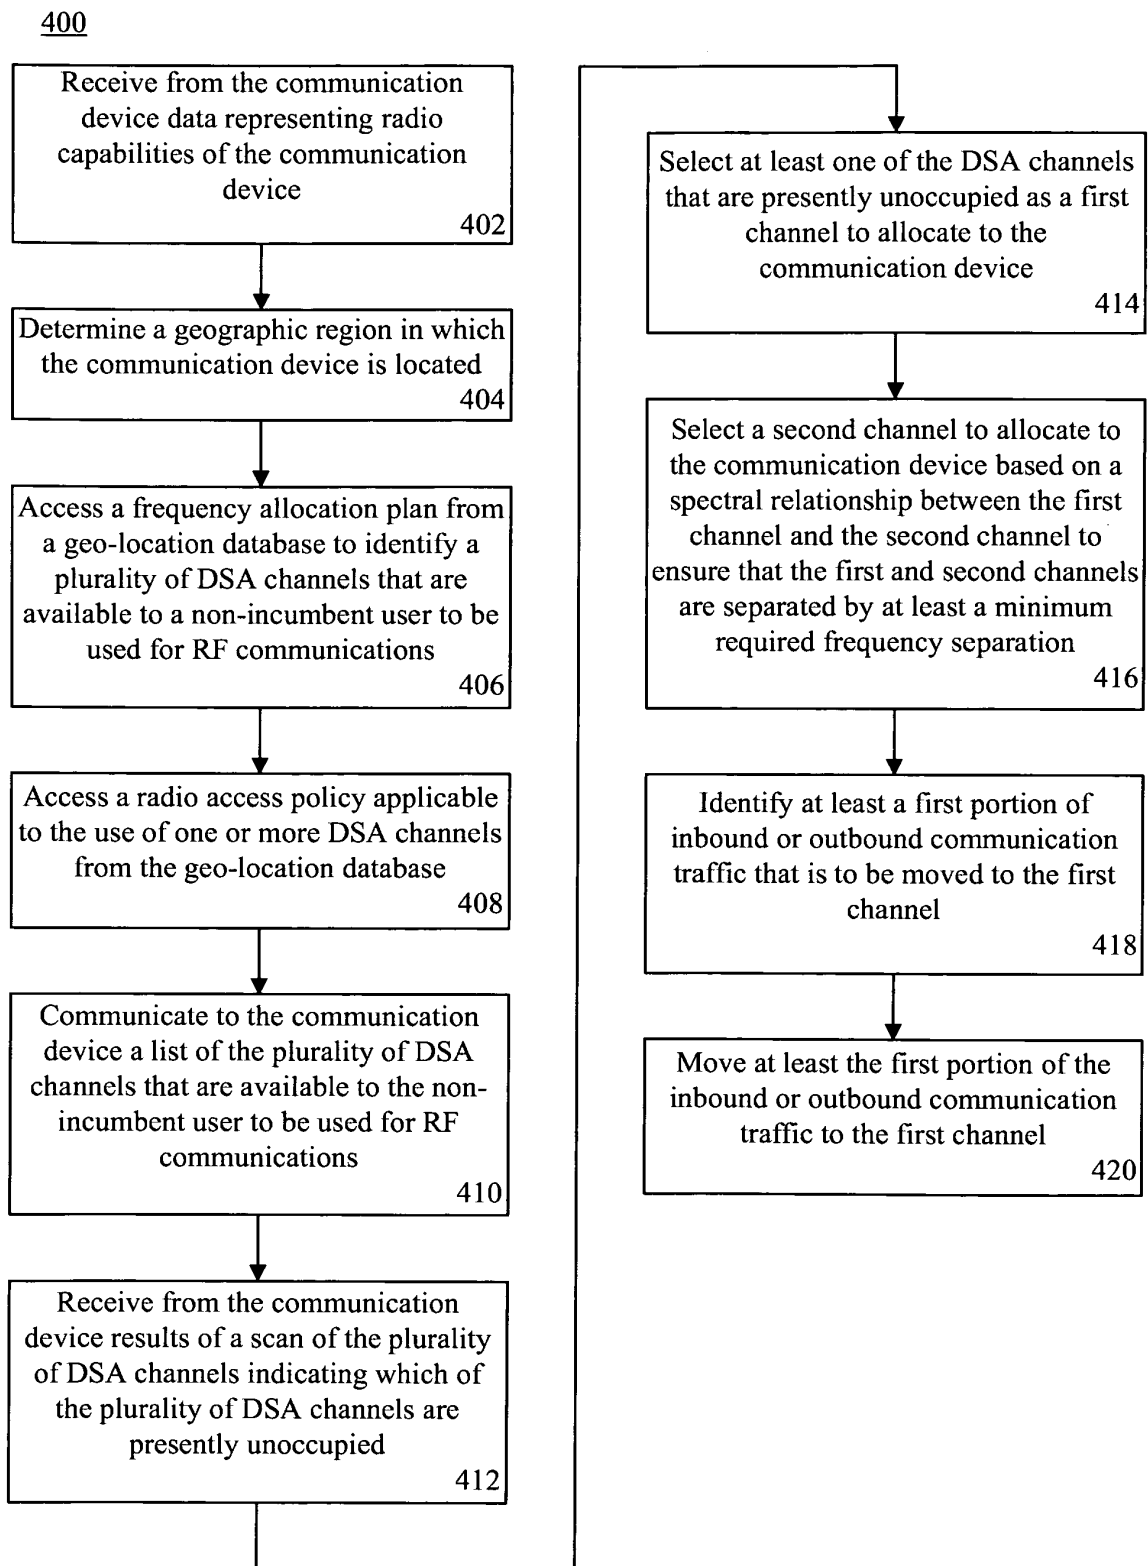 400
Receive from the communication
device data representing radio
capabilities of the communication
device
402
Determine a geographic region in which
the communication device is located
404
Access a frequency allocation plan from
a geo-location database to identify a
plurality of DSA channels that are
available to a non-incumbent user to be
used for RF communications
406
Access a radio access policy applicable
to the use of one or more DSA channels
from the geo-location database
408
Communicate to the communication
device a list of the plurality of DSA
channels that are available to the non-
incumbent user to be used for RF
communications
410
Receive from the communication
device results of a scan of the plurality
of DSA channels indicating which of
the plurality of DSA channels are
presently unoccupied
412
Select at least one of the DSA channels
that are presently unoccupied as a first
channel to allocate to the
communication device
414
Select a second channel to allocate to
the communication device based on a
spectral relationship between the first
channel and the second channel to
ensure that the first and second channels
are separated by at least a minimum
required frequency separation
416
Identify at least a first portion of
inbound or outbound communication
traffic that is to be moved to the first
channel
418
Move at least the first portion of the
inbound or outbound communication
traffic to the first channel
420